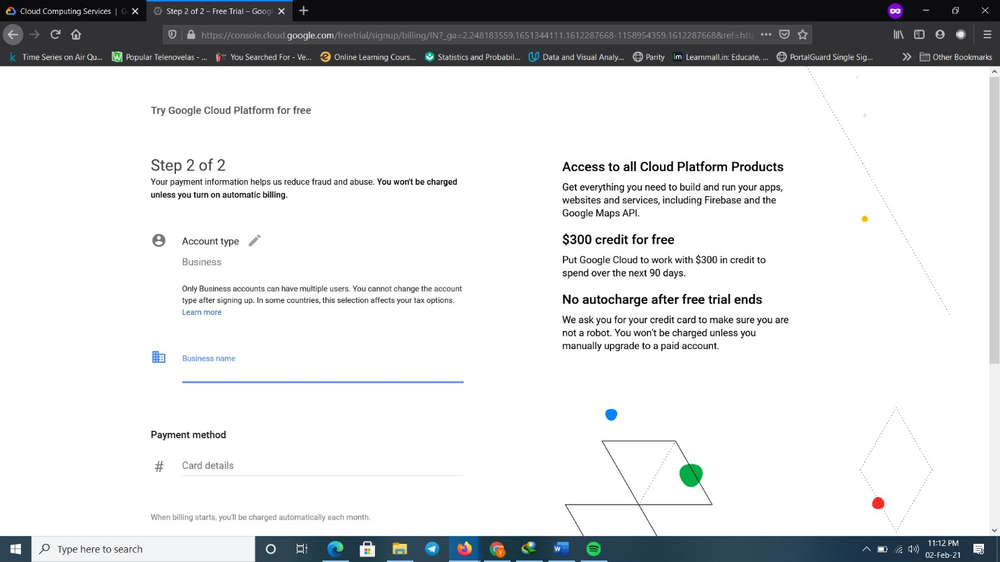 Cloud Computing Services | G
Step 2 of 2 – Free Trial – Googl
https://console.cloud.google.com/freetrial/signup/billing/IN?_ga=2.248183559.1651344111.1612287668-1158954359.1612287668&ref=htt
Time Series on Air Qu...
Popular Telenovelas - ...
You Searched For - Ve...
Online Learning Cours...
Statistics and Probabil...
Data and Visual Analy...
Parity
Learnmall.in: Educate, ...
PortalGuard Single Sig...
Other Bookmarks
Try Google Cloud Platform for free
Step 2 of 2
Your payment information helps us reduce fraud and abuse. You won't be charged
unless you turn on automatic billing.
Account type
Business
Only Business accounts can have multiple users. You cannot change the account
type after signing up. In some countries, this selection affects your tax options.
Learn more
Business name
Payment method
# Card details
When billing starts, you'll be charged automatically each month.
Access to all Cloud Platform Products
Get everything you need to build and run your apps,
websites and services, including Firebase and the
Google Maps API.
$300 credit for free
Put Google Cloud to work with $300 in credit to
spend over the next 90 days.
No autocharge after free trial ends
We ask you for your credit card to make sure you are
not a robot. You won't be charged unless you
manually upgrade to a paid account.
Type here to search
11:12 PM
02-Feb-21